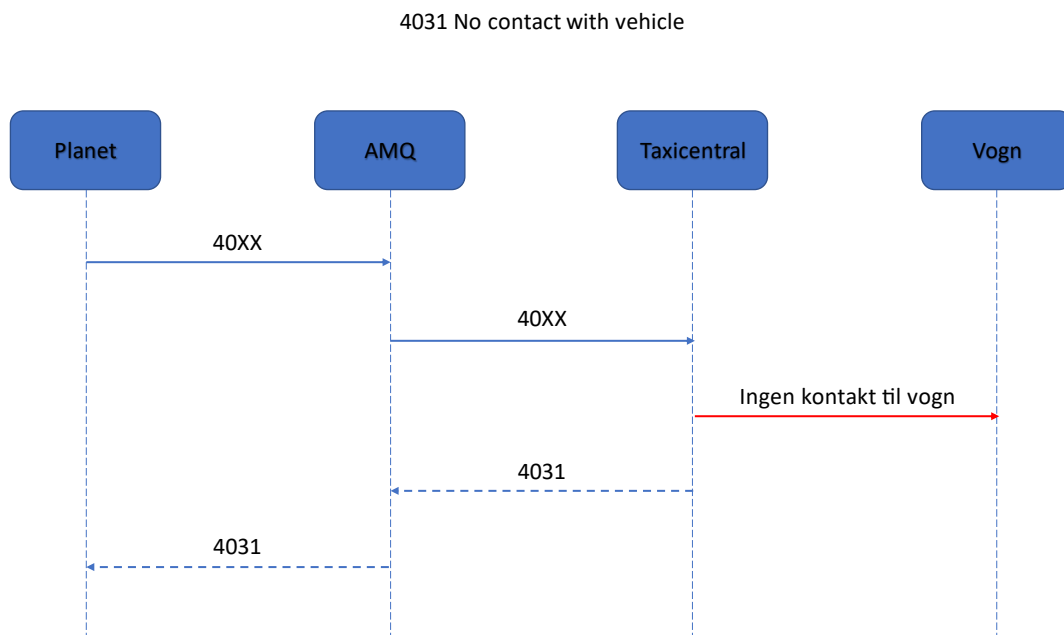 4031 No contact with vehicle
Planet
AMQ
Taxicentral
Vogn
40XX
40XX
Ingen kontakt til vogn
4031
4031